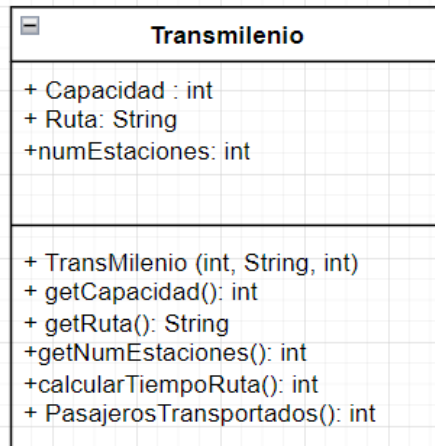 Transmilenio
+ Capacidad : int
+ Ruta: String
+numEstaciones: int
+ TransMilenio (int, String, int)
+ getCapacidad(): int
+ getRuta(): String
+getNumEstaciones(): int
+calcularTiempoRuta(): int
+ PasajerosTransportados(): int